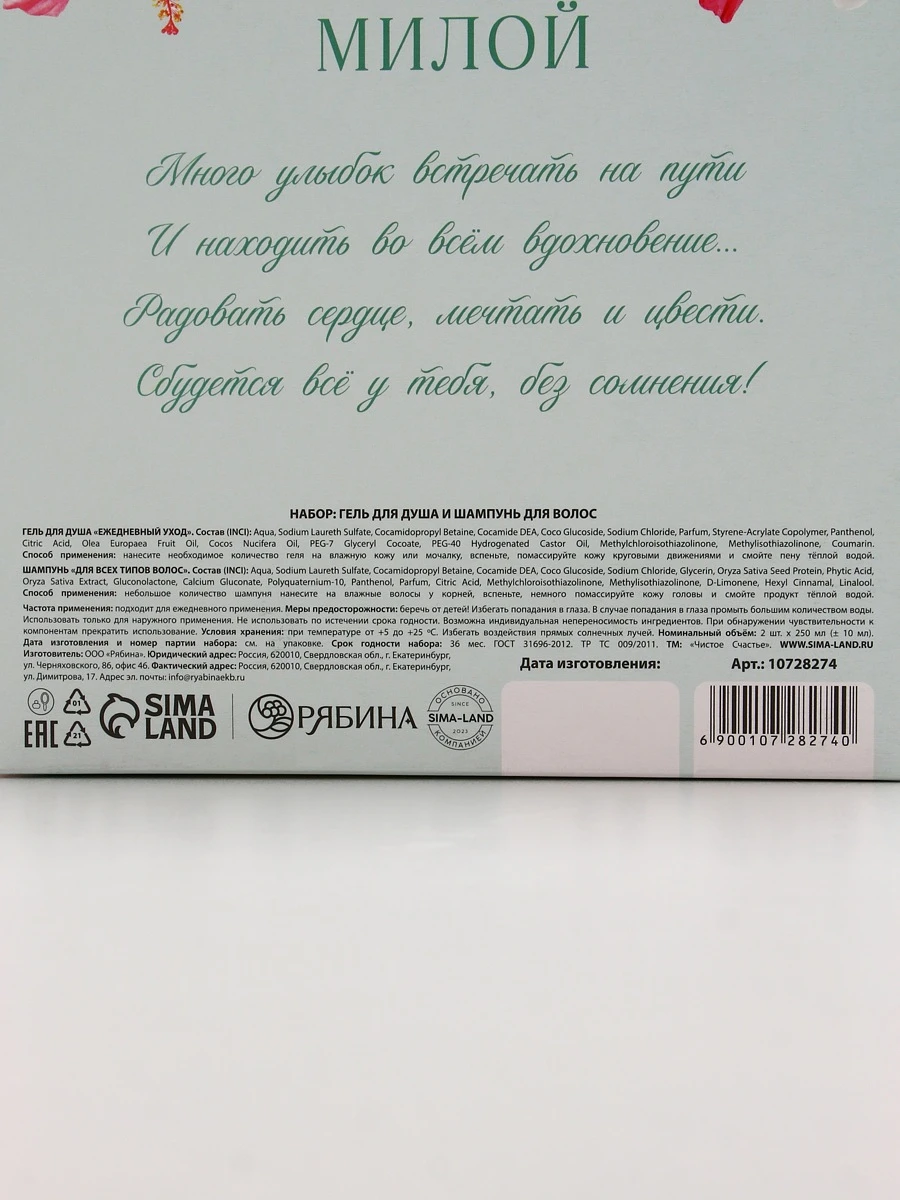 МИЛОЙ
Много улыбок встречать на пути
И находить во всём вдохновение...
Радовать сердце, мечтать и цвести.
Сбудется всё у тебя, без сомнения!
НАБОР: ГЕЛЬ ДЛЯ ДУША И ШАМПУНЬ ДЛЯ ВОЛОС
ГЕЛЬ ДЛЯ ДУША «ЕЖЕДНЕВНЫЙ УХОД». Состав (INCI): Aqua, Sodium Laureth Sulfate, Cocamidopropyl Betaine, Cocamide DEA, Coco Glucoside, Sodium Chloride, Parfum, Styrene-Acrylate Copolymer, Panthenol,
Citric Acid, Olea Europaea Fruit Oil, Cocos Nucifera Oil, PEG-7 Glyceryl Cocoate, PEG-40 Hydrogenated Castor Oil, Methylchloroisothiazolinone, Methylisothiazolinone, Coumarin.
Способ применения: нанесите необходимое количество геля на влажную кожу или мочалку, вспеньте, помассируйте кожу круговыми движениями и смойте пену тёплой водой.
ШАМПУНЬ «ДЛЯ ВСЕХ ТИПОВ ВОЛОС». Состав (INCI): Aqua, Sodium Laureth Sulfate, Cocamidopropyl Betaine, Cocamide DEA, Coco Glucoside, Sodium Chloride, Glycerin, Oryza Sativa Seed Protein, Phytic Acid,
Oryza Sativa Extract, Gluconolactone, Calcium Gluconate, Polyquaternium-10, Panthenol, Parfum, Citric Acid, Methylchloroisothiazolinone, Methylisothiazolinone, D-Limonene, Hexyl Cinnamal, Linalool.
Способ применения: небольшое количество шампуня нанесите на влажные волосы у корней, вспеньте, немного помассируйте кожу головы и смойте продукт тёплой водой.
Частота применения: подходит для ежедневного применения. Меры предосторожности: беречь от детей! Избегать попадания в глаза. В случае попадания в глаза промыть большим количеством воды.
Использовать только для наружного применения. Не использовать по истечении срока годности. Возможна индивидуальная непереносимость ингредиентов. При обнаружении чувствительности к
компонентам прекратить использование. Условия хранения: при температуре от +5 до +25 ºC. Избегать воздействия прямых солнечных лучей. Номинальный объём: 2 шт. х 250 мл (± 10 мл).
Дата изготовления и номер партии набора: см. на упаковке. Срок годности набора: 36 мес. ГОСТ 31696-2012. ТР ТС 009/2011. ТМ: «Чистое Счастье». WWW.SIMA-LAND.RU
Изготовитель: ООО «Рябина». Юридический адрес: Россия, 620010, Свердловская обл., г. Екатеринбург,
ул. Черняховского, 86, офис 46. Фактический адрес: Россия, 620010, Свердловская обл., г. Екатеринбург,
ул. Димитрова, 17. Адрес эл. почты: info@ryabinaekb.ru
Дата изготовления:
Арт.: 10728274
01
21
EAC
SIMA
LAND
РЯБИНА
ОСНОВАНО
SINCE
SIMA-LAND
2023
КОМПАНИЕЙ
6 900107 282740